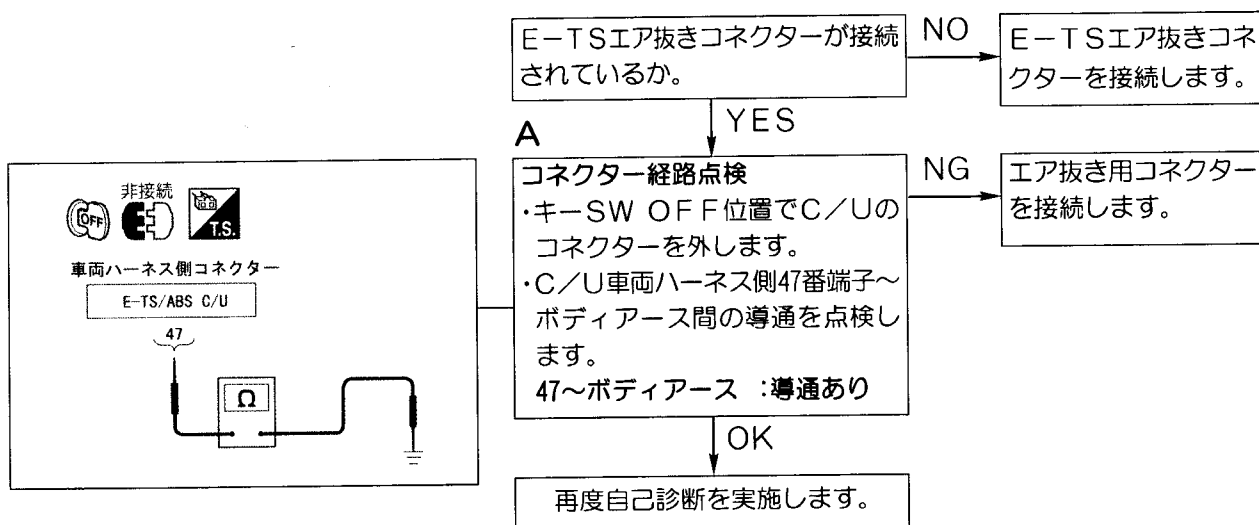 E－TSエア抜きコネクターが接続
されているか。
NO
E－TSエア抜きコネ
クターを接続します。
YES
A
コネクター経路点検
・キーSW OFF位置でC／Uの
コネクターを外します。
・C／U車両ハーネス側47番端子～
ボディアース間の導通を点検し
ます。
47～ボディアース ：導通あり
NG
エア抜き用コネクター
を接続します。
OFF
非接続
T.S.
車両ハーネス側コネクター
E-TS/ABS C/U
47
Ω
OK
再度自己診断を実施します。